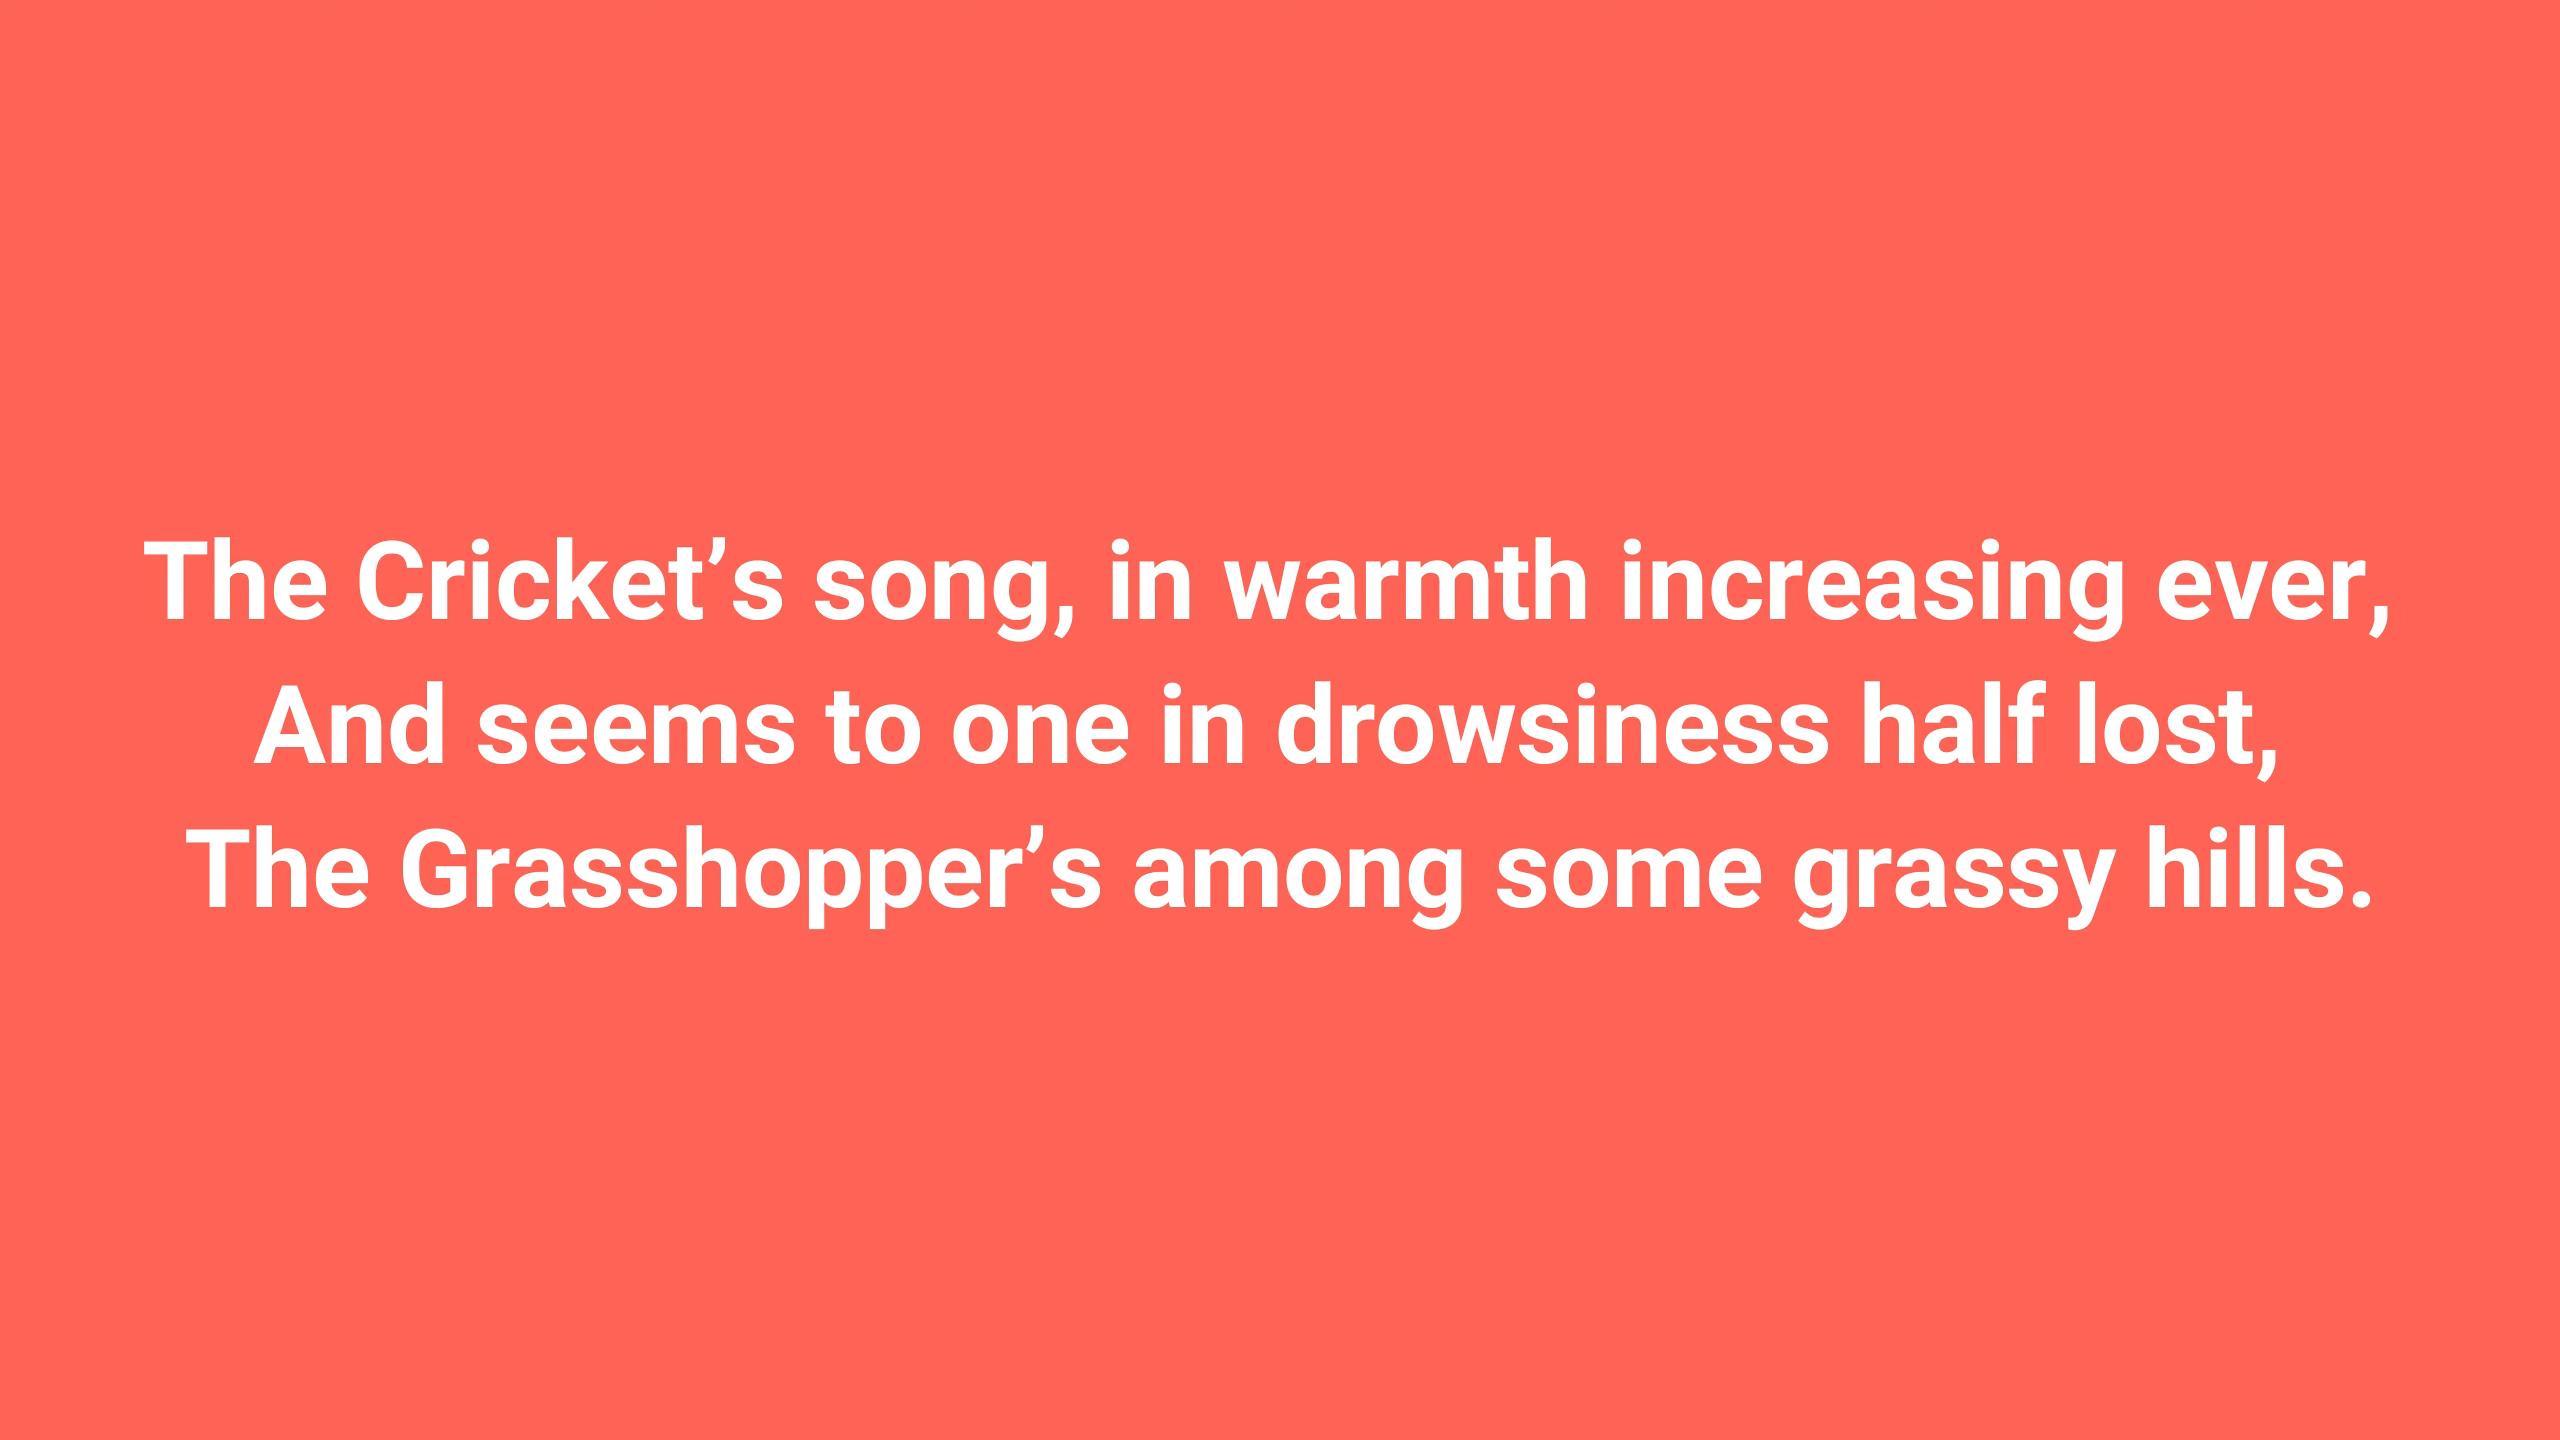 The Cricket’s song, in warmth increasing ever,
And seems to one in drowsiness half lost,
The Grasshopper’s among some grassy hills.